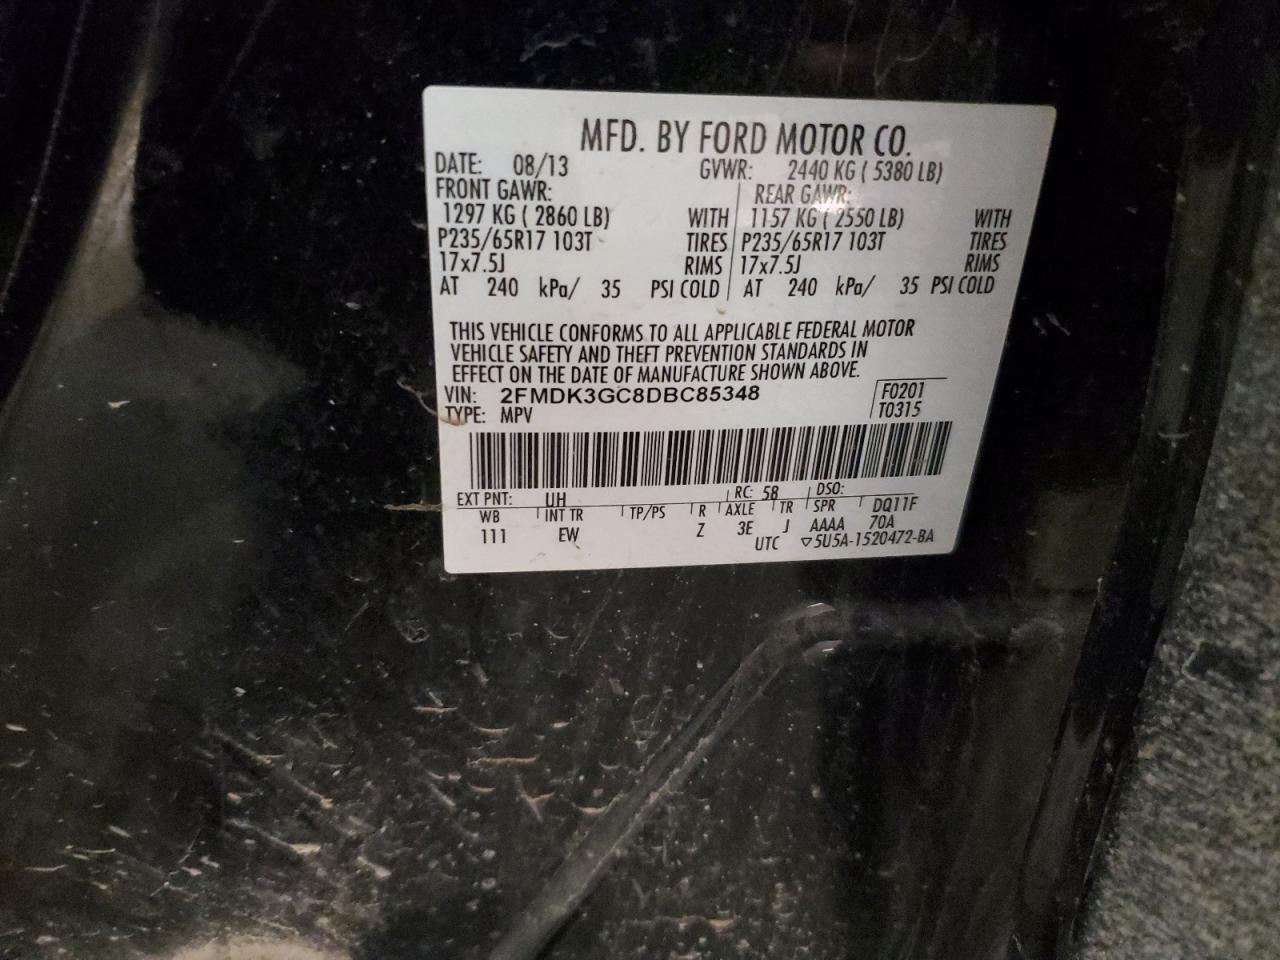 MFD. BY FORD MOTOR CO.
DATE: 08/13 GVWR: 2440 KG ( 5380 LB)
FRONT GAWR: REAR GAWR:
1297 KG ( 2860 LB) WITH 1157 KG ( 2550 LB) WITH
P235/65R17 103T TIRES P235/65R17 103T TIRES
17x7.5J RIMS 17x7.5J RIMS
AT 240 kPa/ 35 PSI COLD AT 240 kPa/ 35 PSI COLD
THIS VEHICLE CONFORMS TO ALL APPLICABLE FEDERAL MOTOR
VEHICLE SAFETY AND THEFT PREVENTION STANDARDS IN
EFFECT ON THE DATE OF MANUFACTURE SHOWN ABOVE.
VIN: 2FMDK3GC8DBC85348 F0201
TYPE: MPV T0315
EXT PNT: UH RC: 58 DSO:
WB INT TR TP/PS R AXLE TR SPR DQ11F
111 EW Z 3E J AAAA 70A
UTC ▽5U5A-1520472-BA